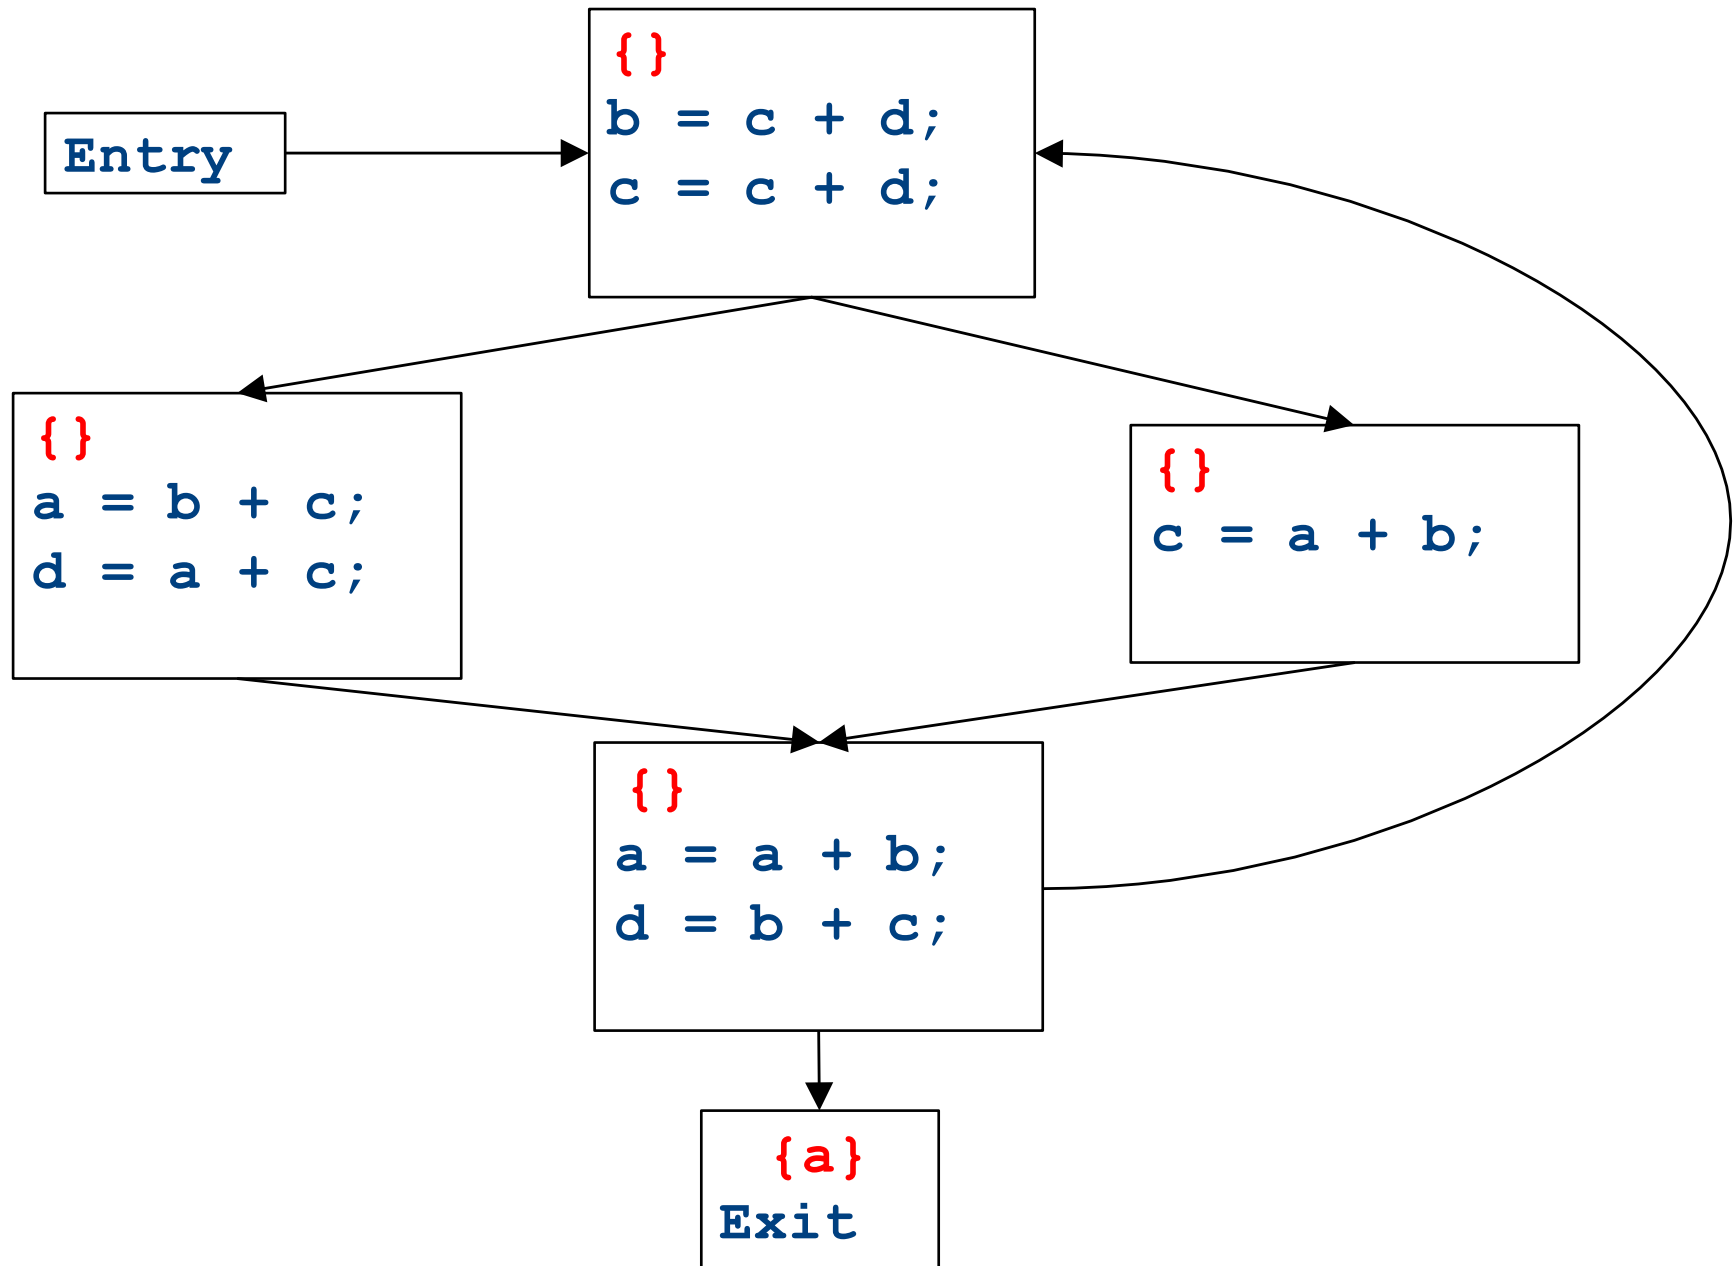 {}
b = c + d;
c = c + d;
Entry
{}
a = b + c;
d = a + c;
{}
c = a + b;
{}
a = a + b;
d = b + c;
{a}
Exit